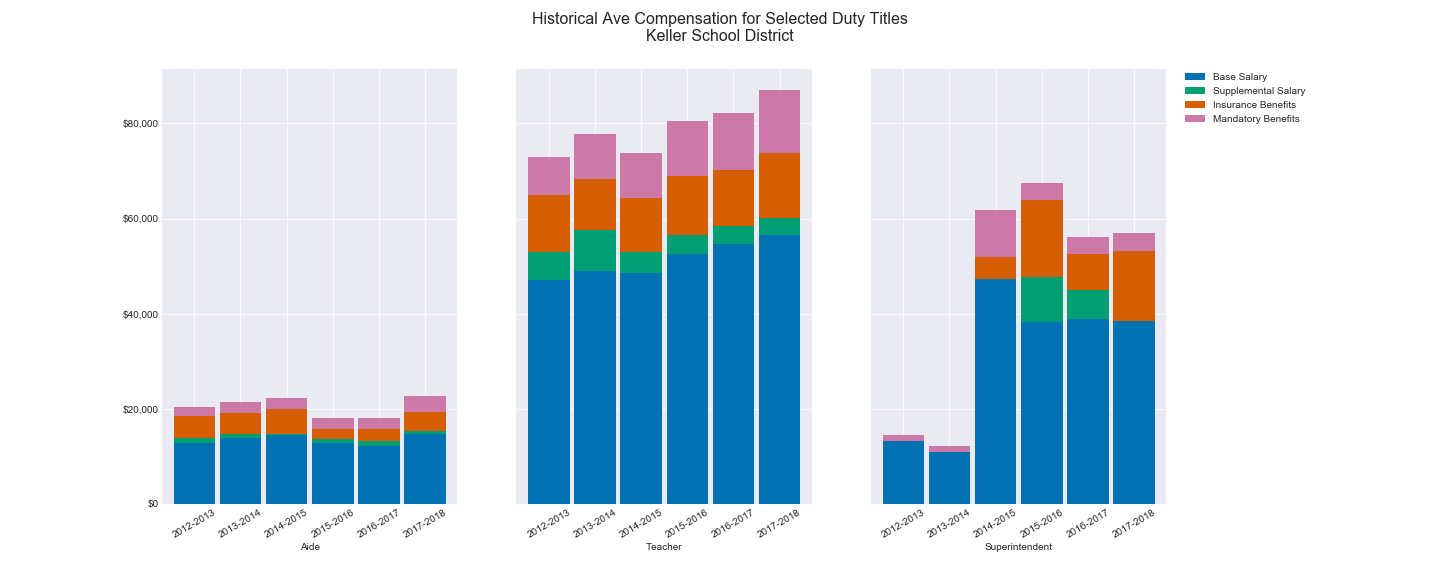 Historical Ave Compensation for Selected Duty Titles
Keller School District
Base Salary
Supplemental Salary
Insurance Benefits
Mandatory Benefits
$80,000
$60,000
$40,000
$20,000
$0
2012-2013
2013-2014
2014-2015
2015-2016
2016-2017
2017-2018
Aide
2012-2013
2013-2014
2014-2015
2015-2016
2016-2017
2017-2018
Teacher
2012-2013
2013-2014
2014-2015
2015-2016
2016-2017
2017-2018
Superintendent